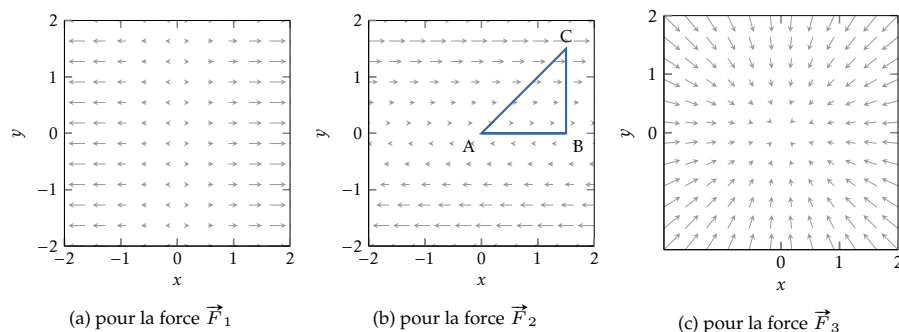 2
1
0
−1
−2
−2 −1 0 1 2
y
x
(a) pour la force F⃗ 1
2
1
0
−1
−2
−2 −1 0 1 2
y
x
A
B
C
(b) pour la force F⃗ 2
2
1
0
0 1 2
y
x
(c) pour la force F⃗ 3